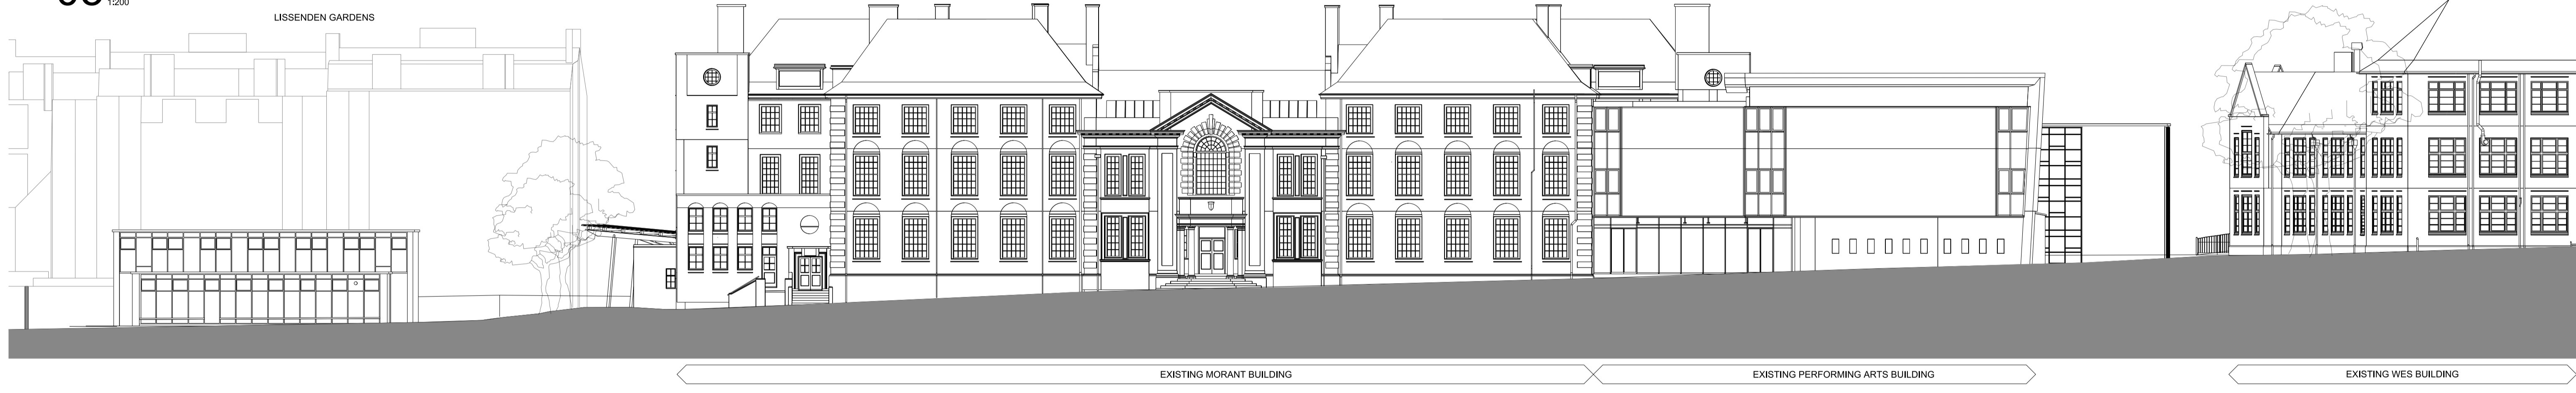 1:200
LISSENDEN GARDENS
EXISTING MORANT BUILDING
EXISTING PERFORMING ARTS BUILDING
EXISTING WES BUILDING